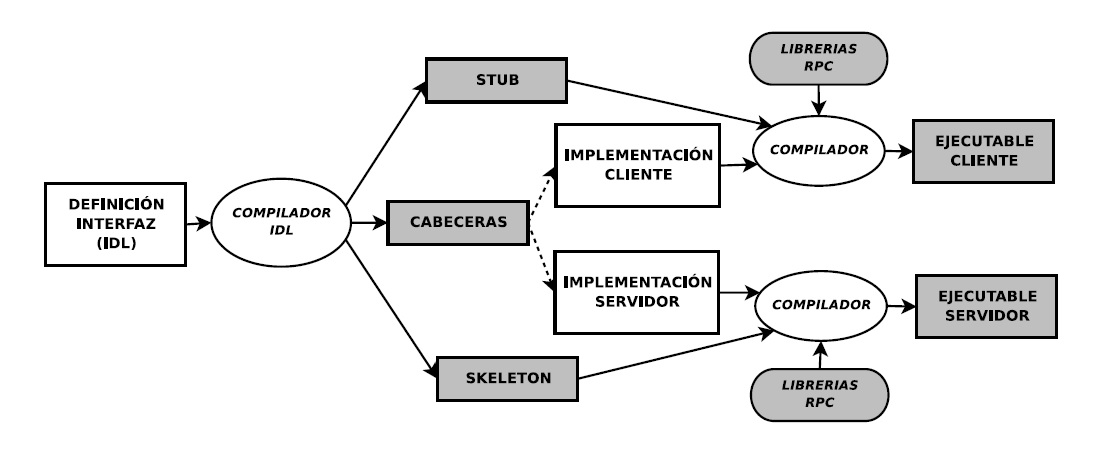 DEFINICIÓN
INTERFAZ
(IDL)
COMPILADOR
IDL
STUB
CABECERAS
SKELETON
IMPLEMENTACIÓN
CLIENTE
IMPLEMENTACIÓN
SERVIDOR
LIBRERIAS
RPC
COMPILADOR
EJECUTABLE
CLIENTE
COMPILADOR
EJECUTABLE
SERVIDOR
LIBRERIAS
RPC